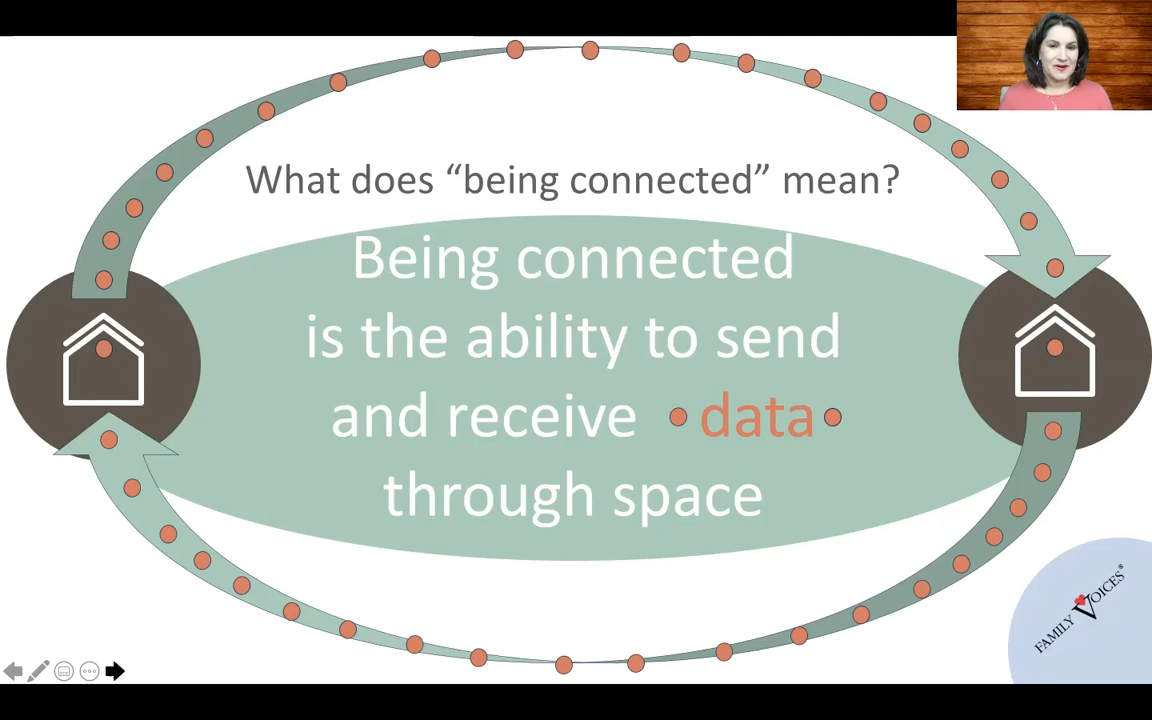 What does “being connected” mean?
Being connected
is the ability to send
and receive • data •
through space
FAMILY VOICES®